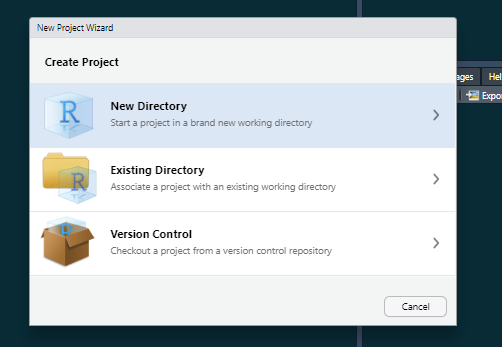 New Project Wizard
Create Project
New Directory
Start a project in a brand new working directory
Existing Directory
Associate a project with an existing working directory
Version Control
Checkout a project from a version control repository
Cancel
ages Hel
Expor